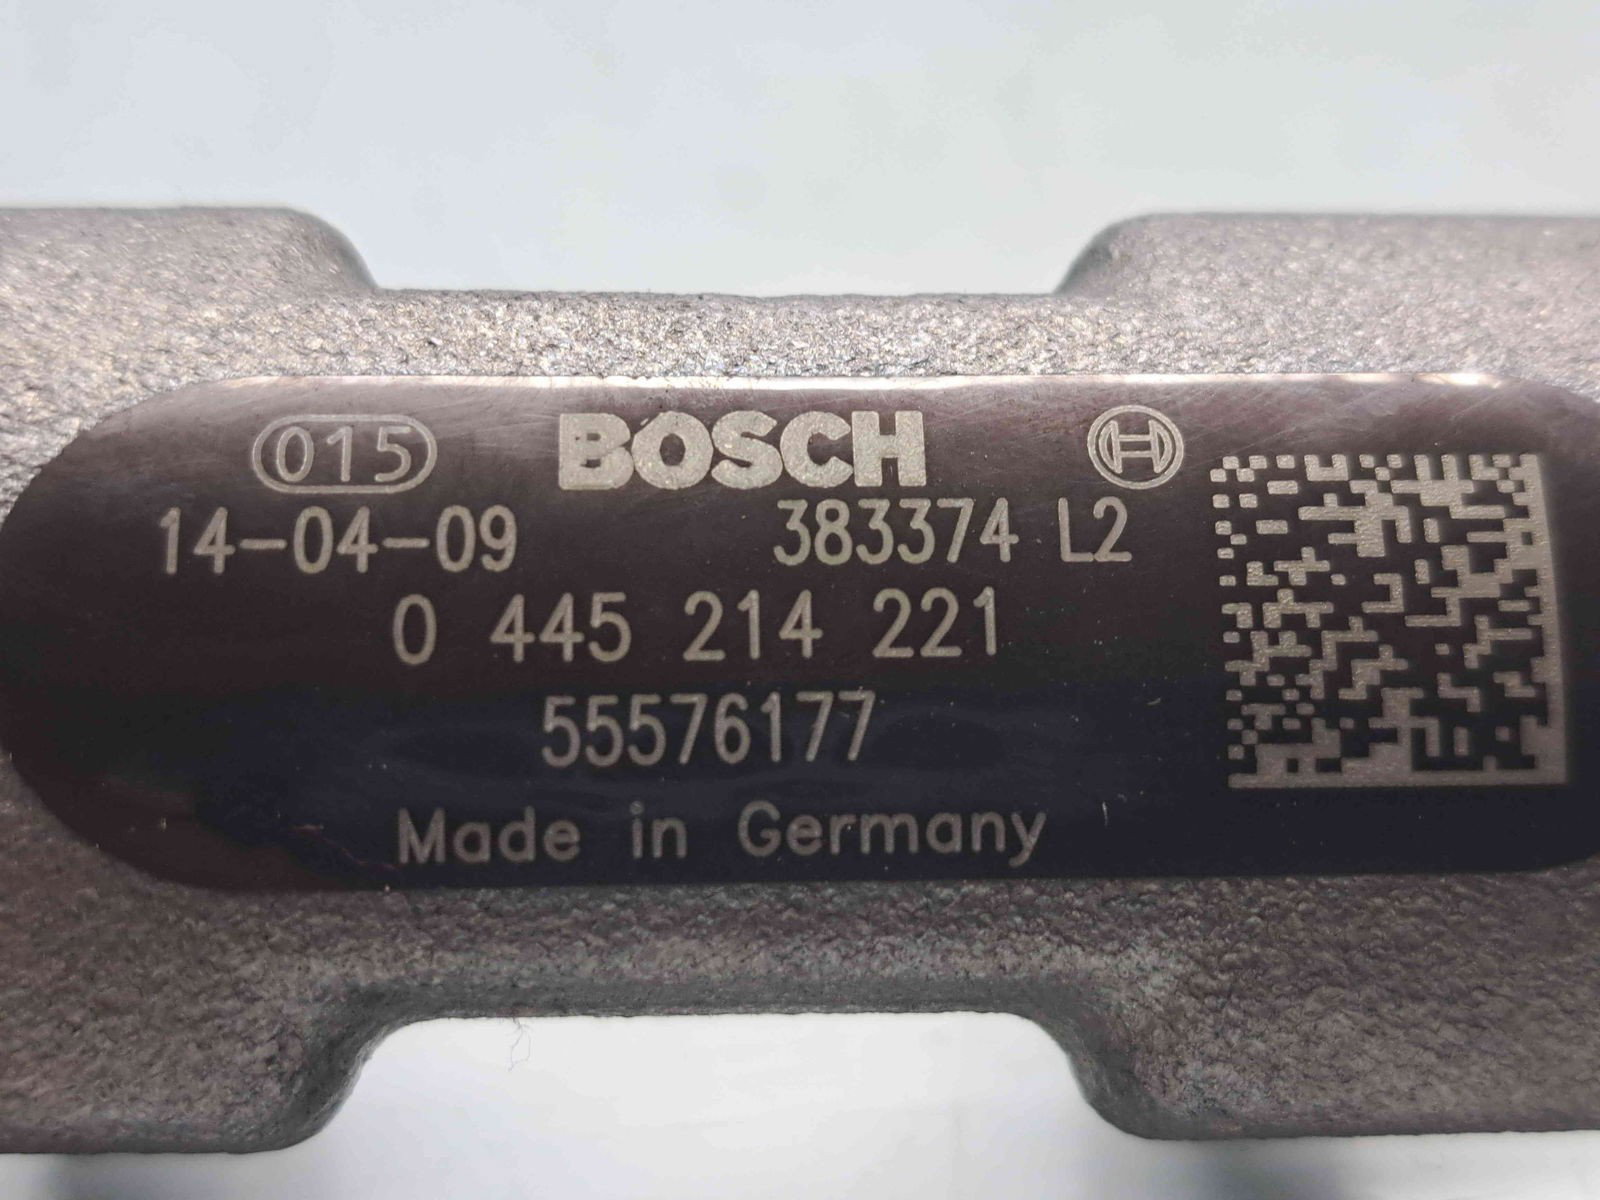 015 BOSCH
14-04-09 383374 L2
0 445 214 221
55576177
Made in Germany